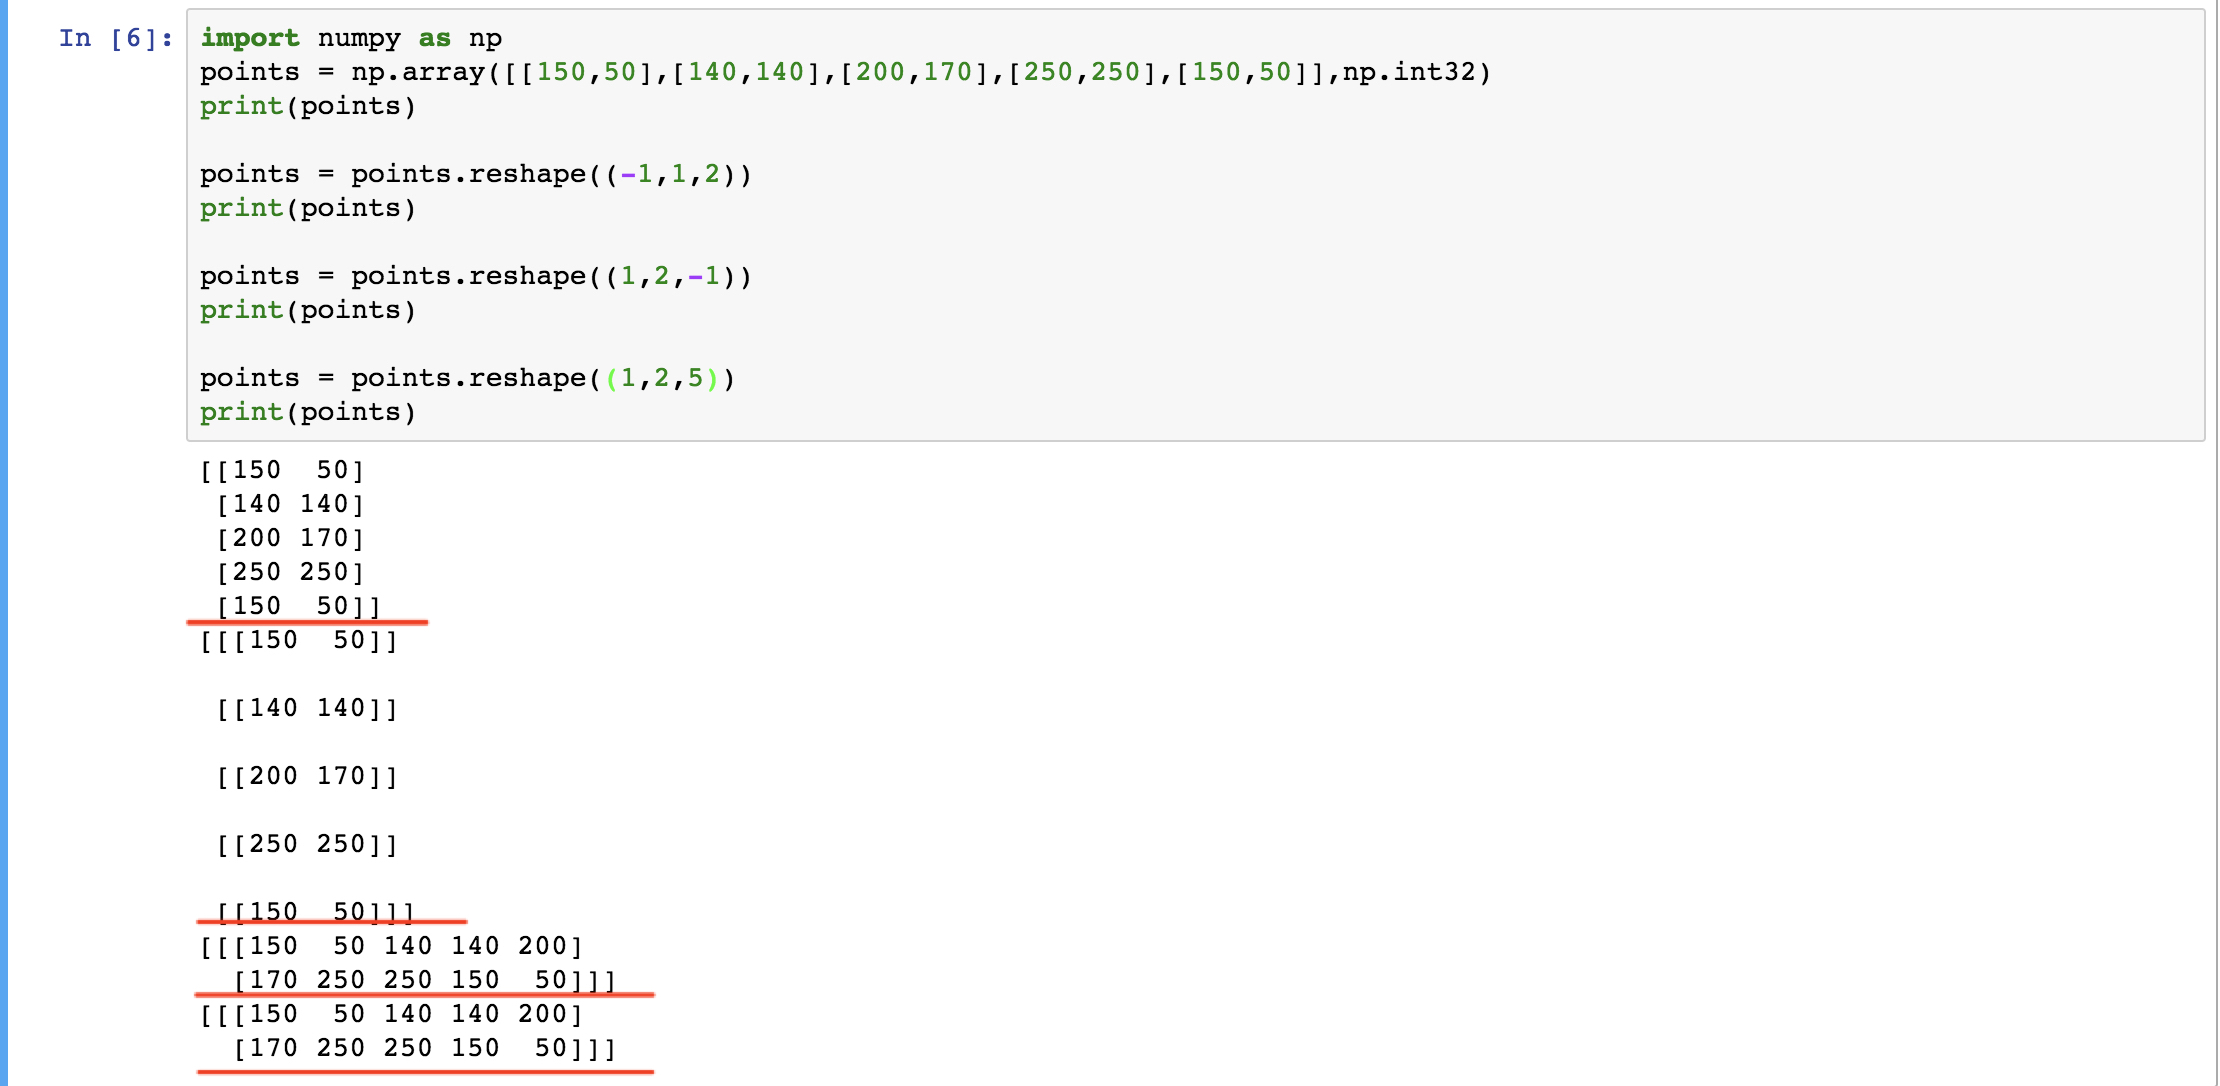 In [6]: import numpy as np
points = np.array([[150,50],[140,140],[200,170],[250,250],[150,50]],np.int32)
print(points)
points = points.reshape((-1,1,2))
print(points)
points = points.reshape((1,2,-1))
print(points)
points = points.reshape((1,2,5))
print(points)
[[150  50]
 [140 140]
 [200 170]
 [250 250]
 [150  50]]
[[[150  50]]
 [[140 140]]
 [[200 170]]
 [[250 250]]
 [[150  50]]]
[[[150  50 140 140 200]
  [170 250 250 150  50]]]
[[[150  50 140 140 200]
  [170 250 250 150  50]]]